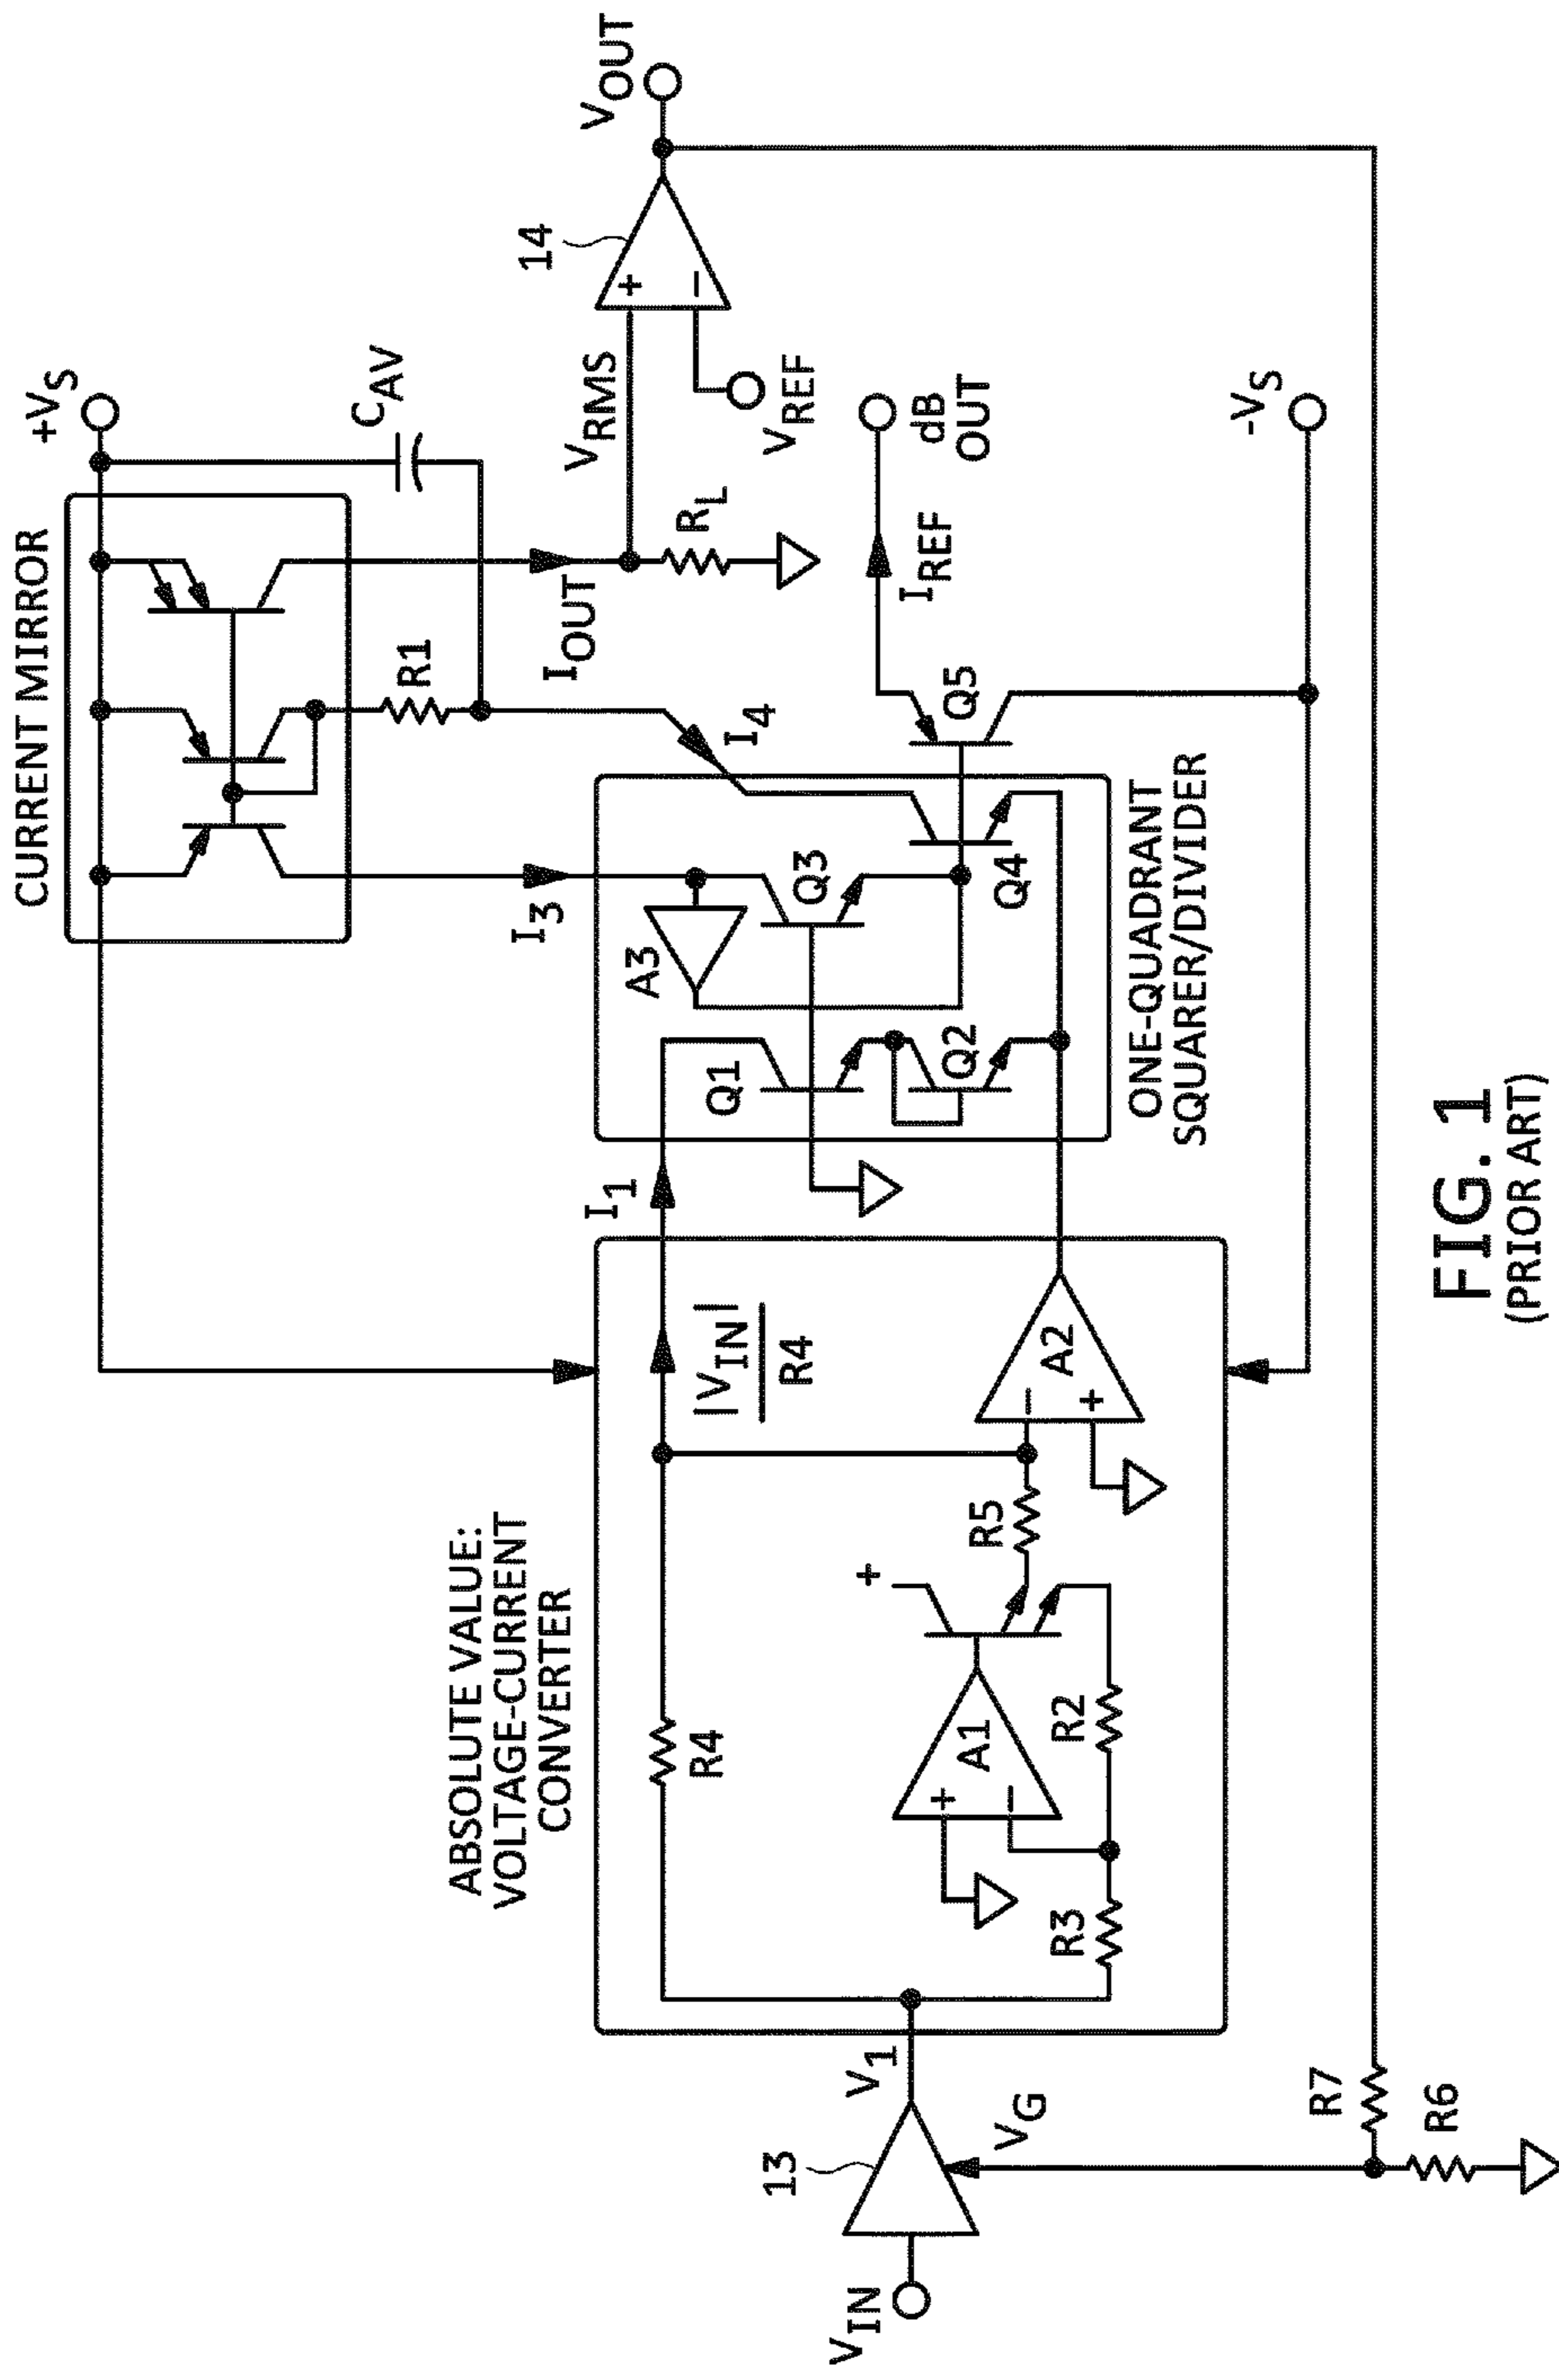 CURRENT MIRROR
+VS
CAV
R1
I3
IOUT
I4
VRMS
RL
14
VOUT
VREF
+
−
ABSOLUTE VALUE:
VOLTAGE-CURRENT
CONVERTER
R4
|VIN|
R4
I1
A3
Q1
Q2
Q3
Q4
Q5
IREF
dB
OUT
+
A1
+
−
R5
R2
R3
A2
−
+
ONE-QUADRANT
SQUARER/DIVIDER
-VS
VIN
13
V1
VG
R7
R6
FIG. 1
(PRIOR ART)